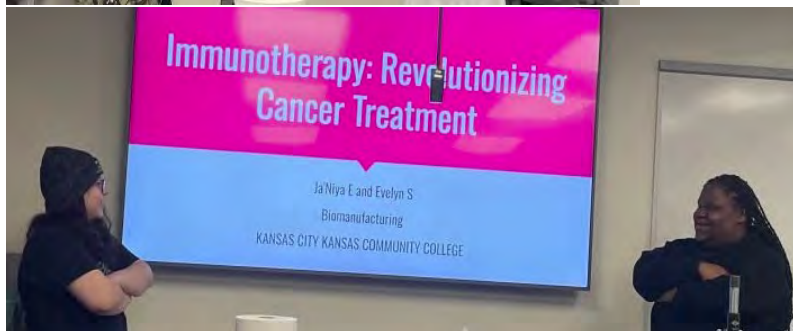 Immunotherapy: Revolutionizing
Cancer Treatment
Ja'Niya E and Evelyn S
Biomanufacturing
KANSAS CITY KANSAS COMMUNITY COLLEGE